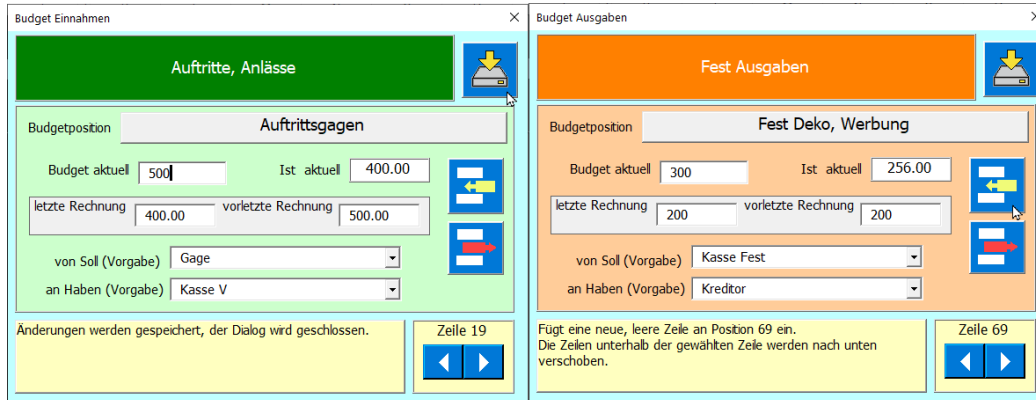 Budget Einnahmen
Auftritte, Anlässe
Budgetposition Auftrittsgagen
Budget aktuell 500 Ist aktuell 400.00
letzte Rechnung 400.00 vorletzte Rechnung 500.00
von Soll (Vorgabe) Gage
an Haben (Vorgabe) Kasse V
Änderungen werden gespeichert, der Dialog wird geschlossen.
Zeile 19
Budget Ausgaben
Fest Ausgaben
Budgetposition Fest Deko, Werbung
Budget aktuell 300 Ist aktuell 256.00
letzte Rechnung 200 vorletzte Rechnung 200
von Soll (Vorgabe) Kasse Fest
an Haben (Vorgabe) Kreditor
Fügt eine neue, leere Zeile an Position 69 ein.
Die Zeilen unterhalb der gewählten Zeile werden nach unten
verschoben.
Zeile 69